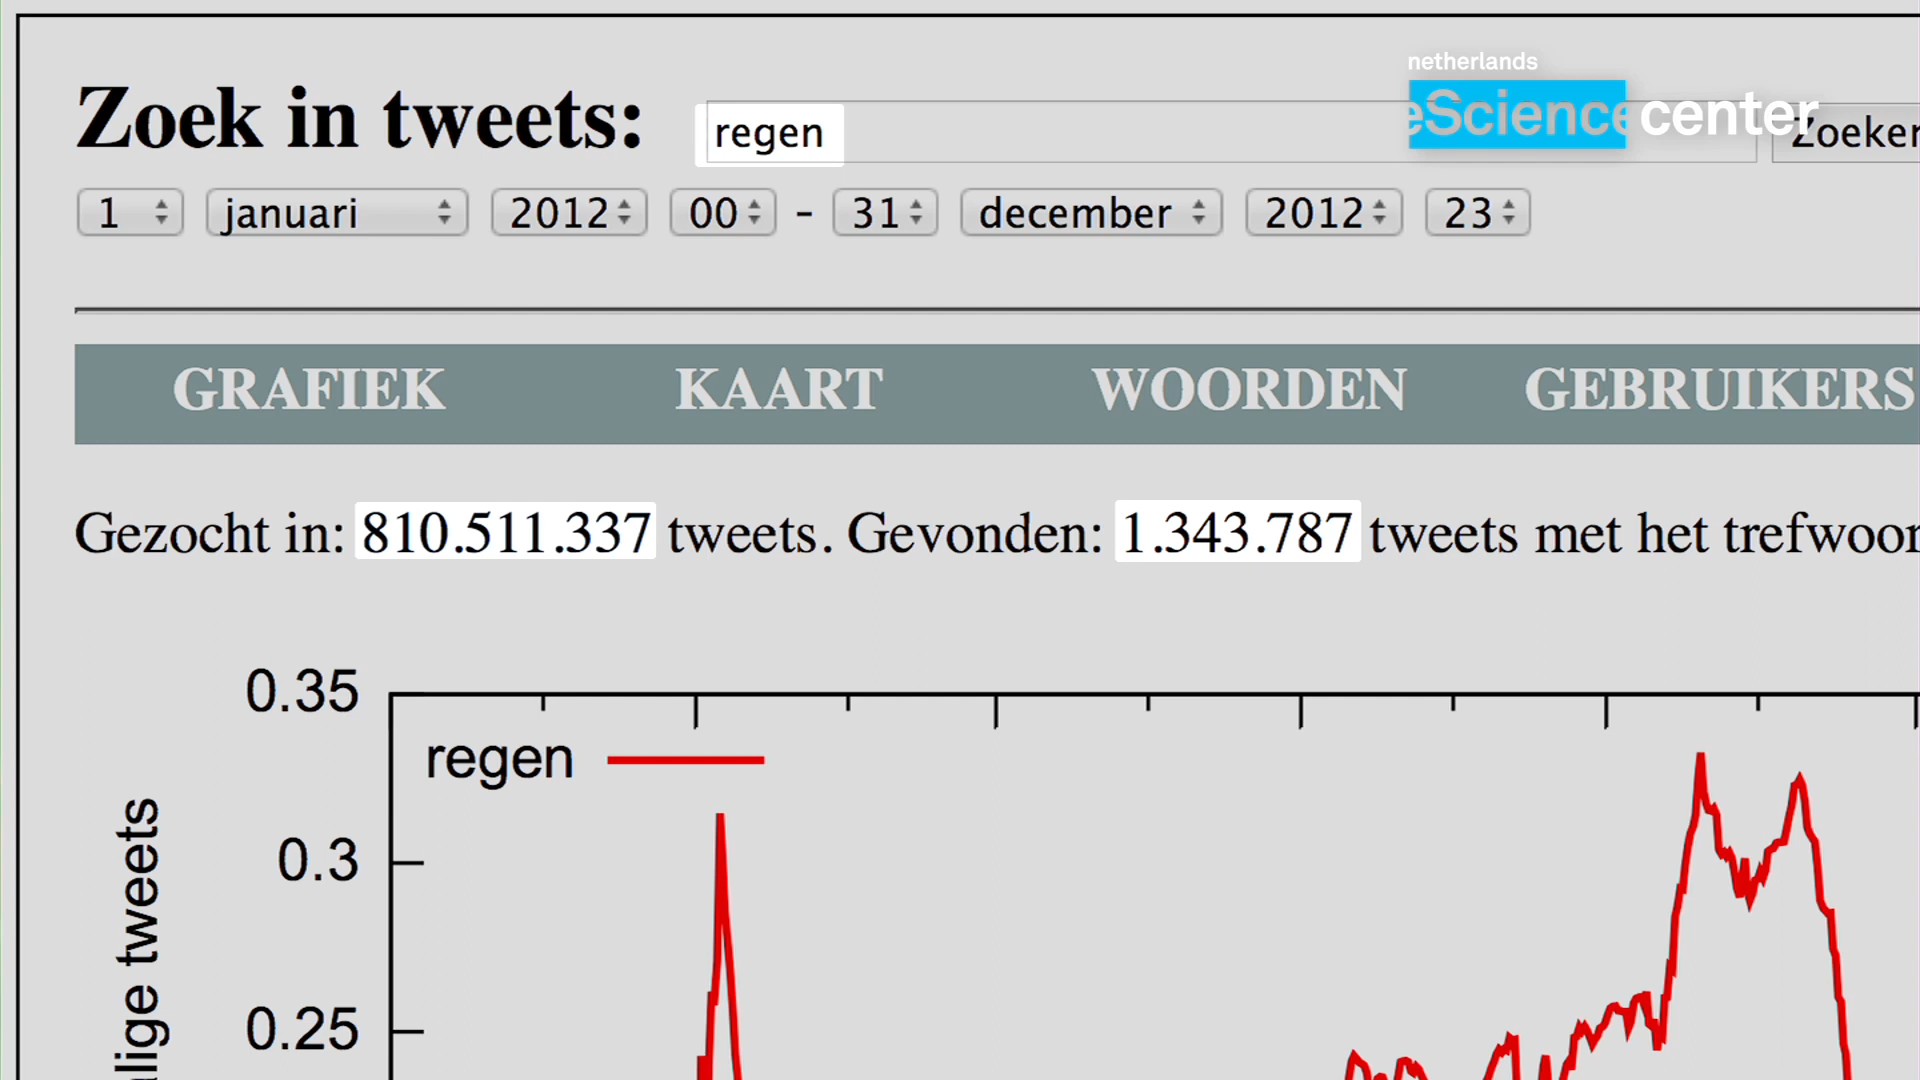 netherlands
eScience center
Zoek in tweets: regen
1 januari 2012 00 - 31 december 2012 23
GRAFIEK KAART WOORDEN GEBRUIKERS
Gezocht in: 810.511.337 tweets. Gevonden: 1.343.787 tweets met het
0.35
regen
0.3
0.25
tweets